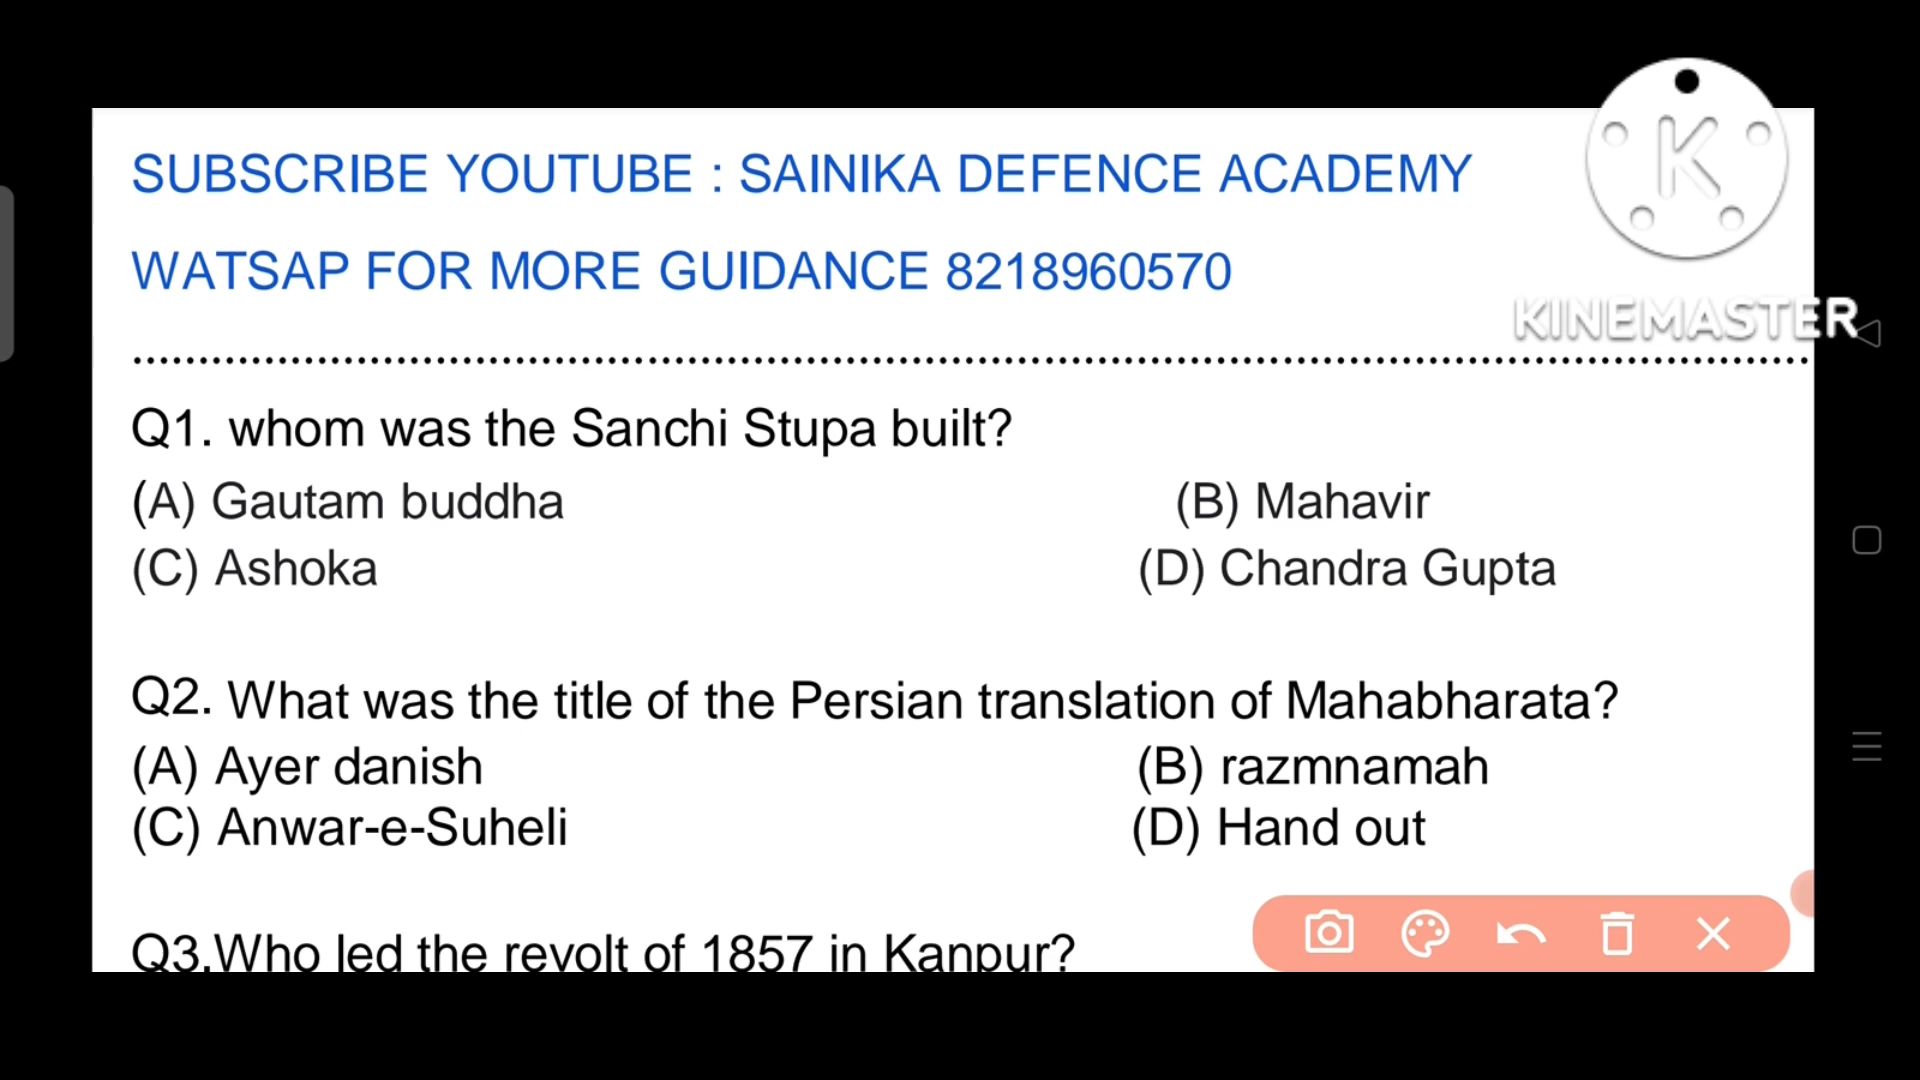 SUBSCRIBE YOUTUBE : SAINIKA DEFENCE ACADEMY
WATSAP FOR MORE GUIDANCE 8218960570
K
KINEMASTER
Q1. whom was the Sanchi Stupa built?
(A) Gautam buddha (B) Mahavir
(C) Ashoka (D) Chandra Gupta
Q2. What was the title of the Persian translation of Mahabharata?
(A) Ayer danish (B) razmnamah
(C) Anwar-e-Suheli (D) Hand out
Q3.Who led the revolt of 1857 in Kanpur?